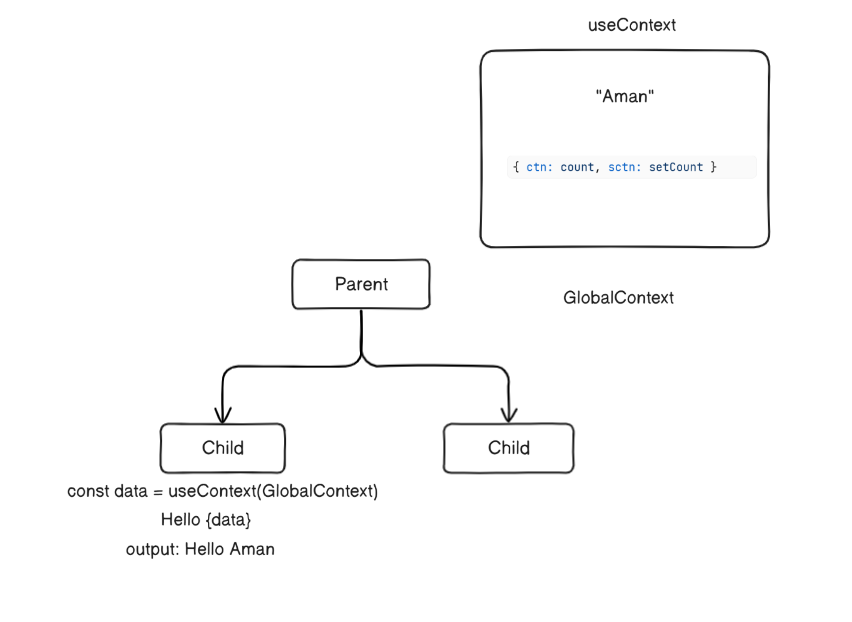 useContext
"Aman"
{ ctn: count, sctn: setCount }
Parent
GlobalContext
Child
Child
const data = useContext(GlobalContext)
Hello {data}
output: Hello Aman